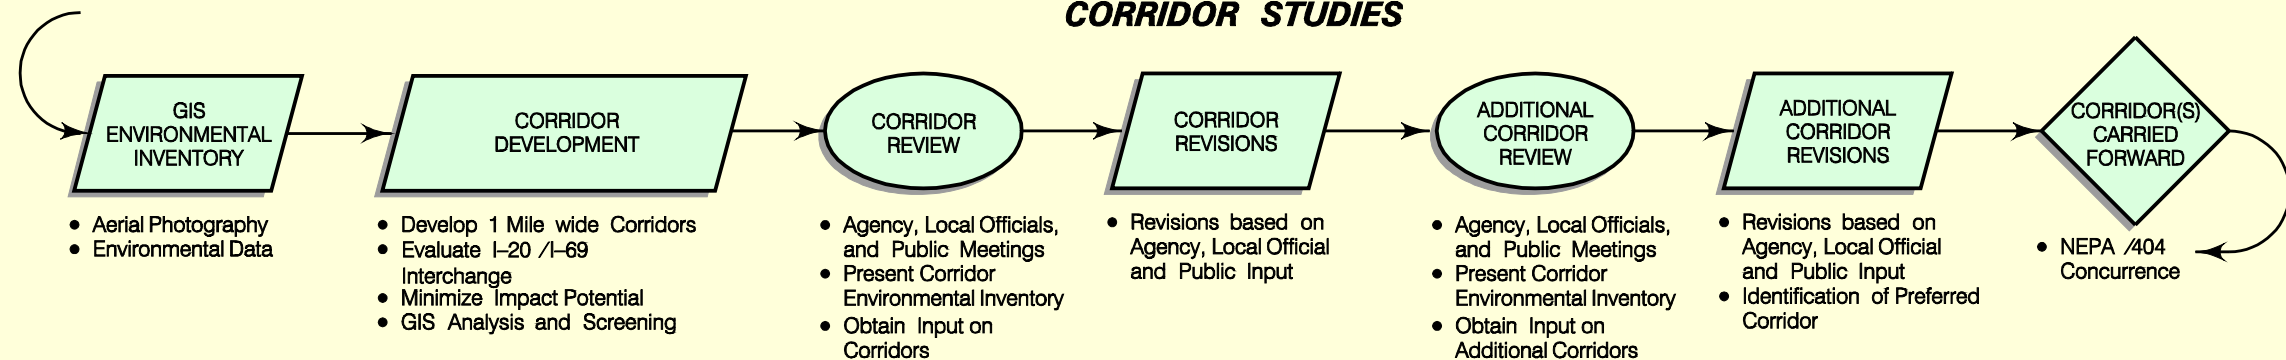 CORRIDOR STUDIES
GIS
ENVIRONMENTAL
INVENTORY
CORRIDOR
DEVELOPMENT
CORRIDOR
REVIEW
CORRIDOR
REVISIONS
ADDITIONAL
CORRIDOR
REVIEW
ADDITIONAL
CORRIDOR
REVISIONS
CORRIDOR(S)
CARRIED
FORWARD
• Aerial Photography
• Environmental Data
• Develop 1 Mile wide Corridors
• Evaluate I-20 /I-69
Interchange
• Minimize Impact Potential
• GIS Analysis and Screening
• Agency, Local Officials,
and Public Meetings
• Present Corridor
Environmental Inventory
• Obtain Input on
Corridors
• Revisions based on
Agency, Local Official
and Public Input
• Agency, Local Officials,
and Public Meetings
• Present Corridor
Environmental Inventory
• Obtain Input on
Additional Corridors
• Revisions based on
Agency, Local Official
and Public Input
• Identification of Preferred
Corridor
• NEPA /404
Concurrence